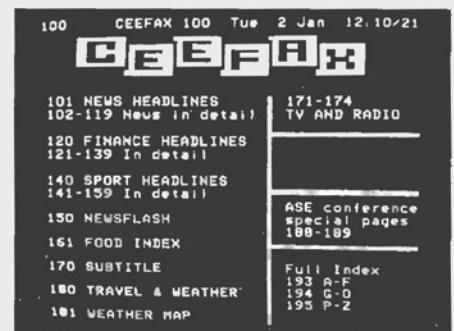 100 CEEFAX 100 Tue 2 Jan 12:10/21
CEEFAX
101 NEWS HEADLINES
102-119 News in detail
120 FINANCE HEADLINES
121-139 In detail
140 SPORT HEADLINES
141-159 In detail
150 NEWSFLASH
161 FOOD INDEX
170 SUBTITLE
180 TRAVEL & WEATHER
181 WEATHER MAP
171-174
TV AND RADIO
ASE conference
special pages
188-189
Full Index
193 A-F
194 G-O
195 P-Z